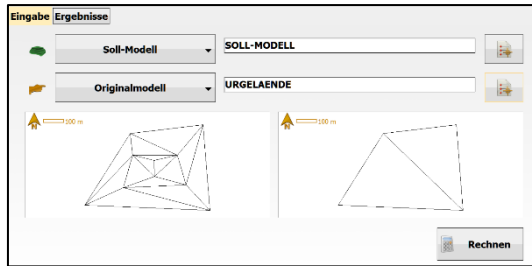 Eingabe Ergebnisse
Soll-Modell SOLL-MODELL
Originalmodell URGELAENDE
N 100 m N 100 m
Rechnen